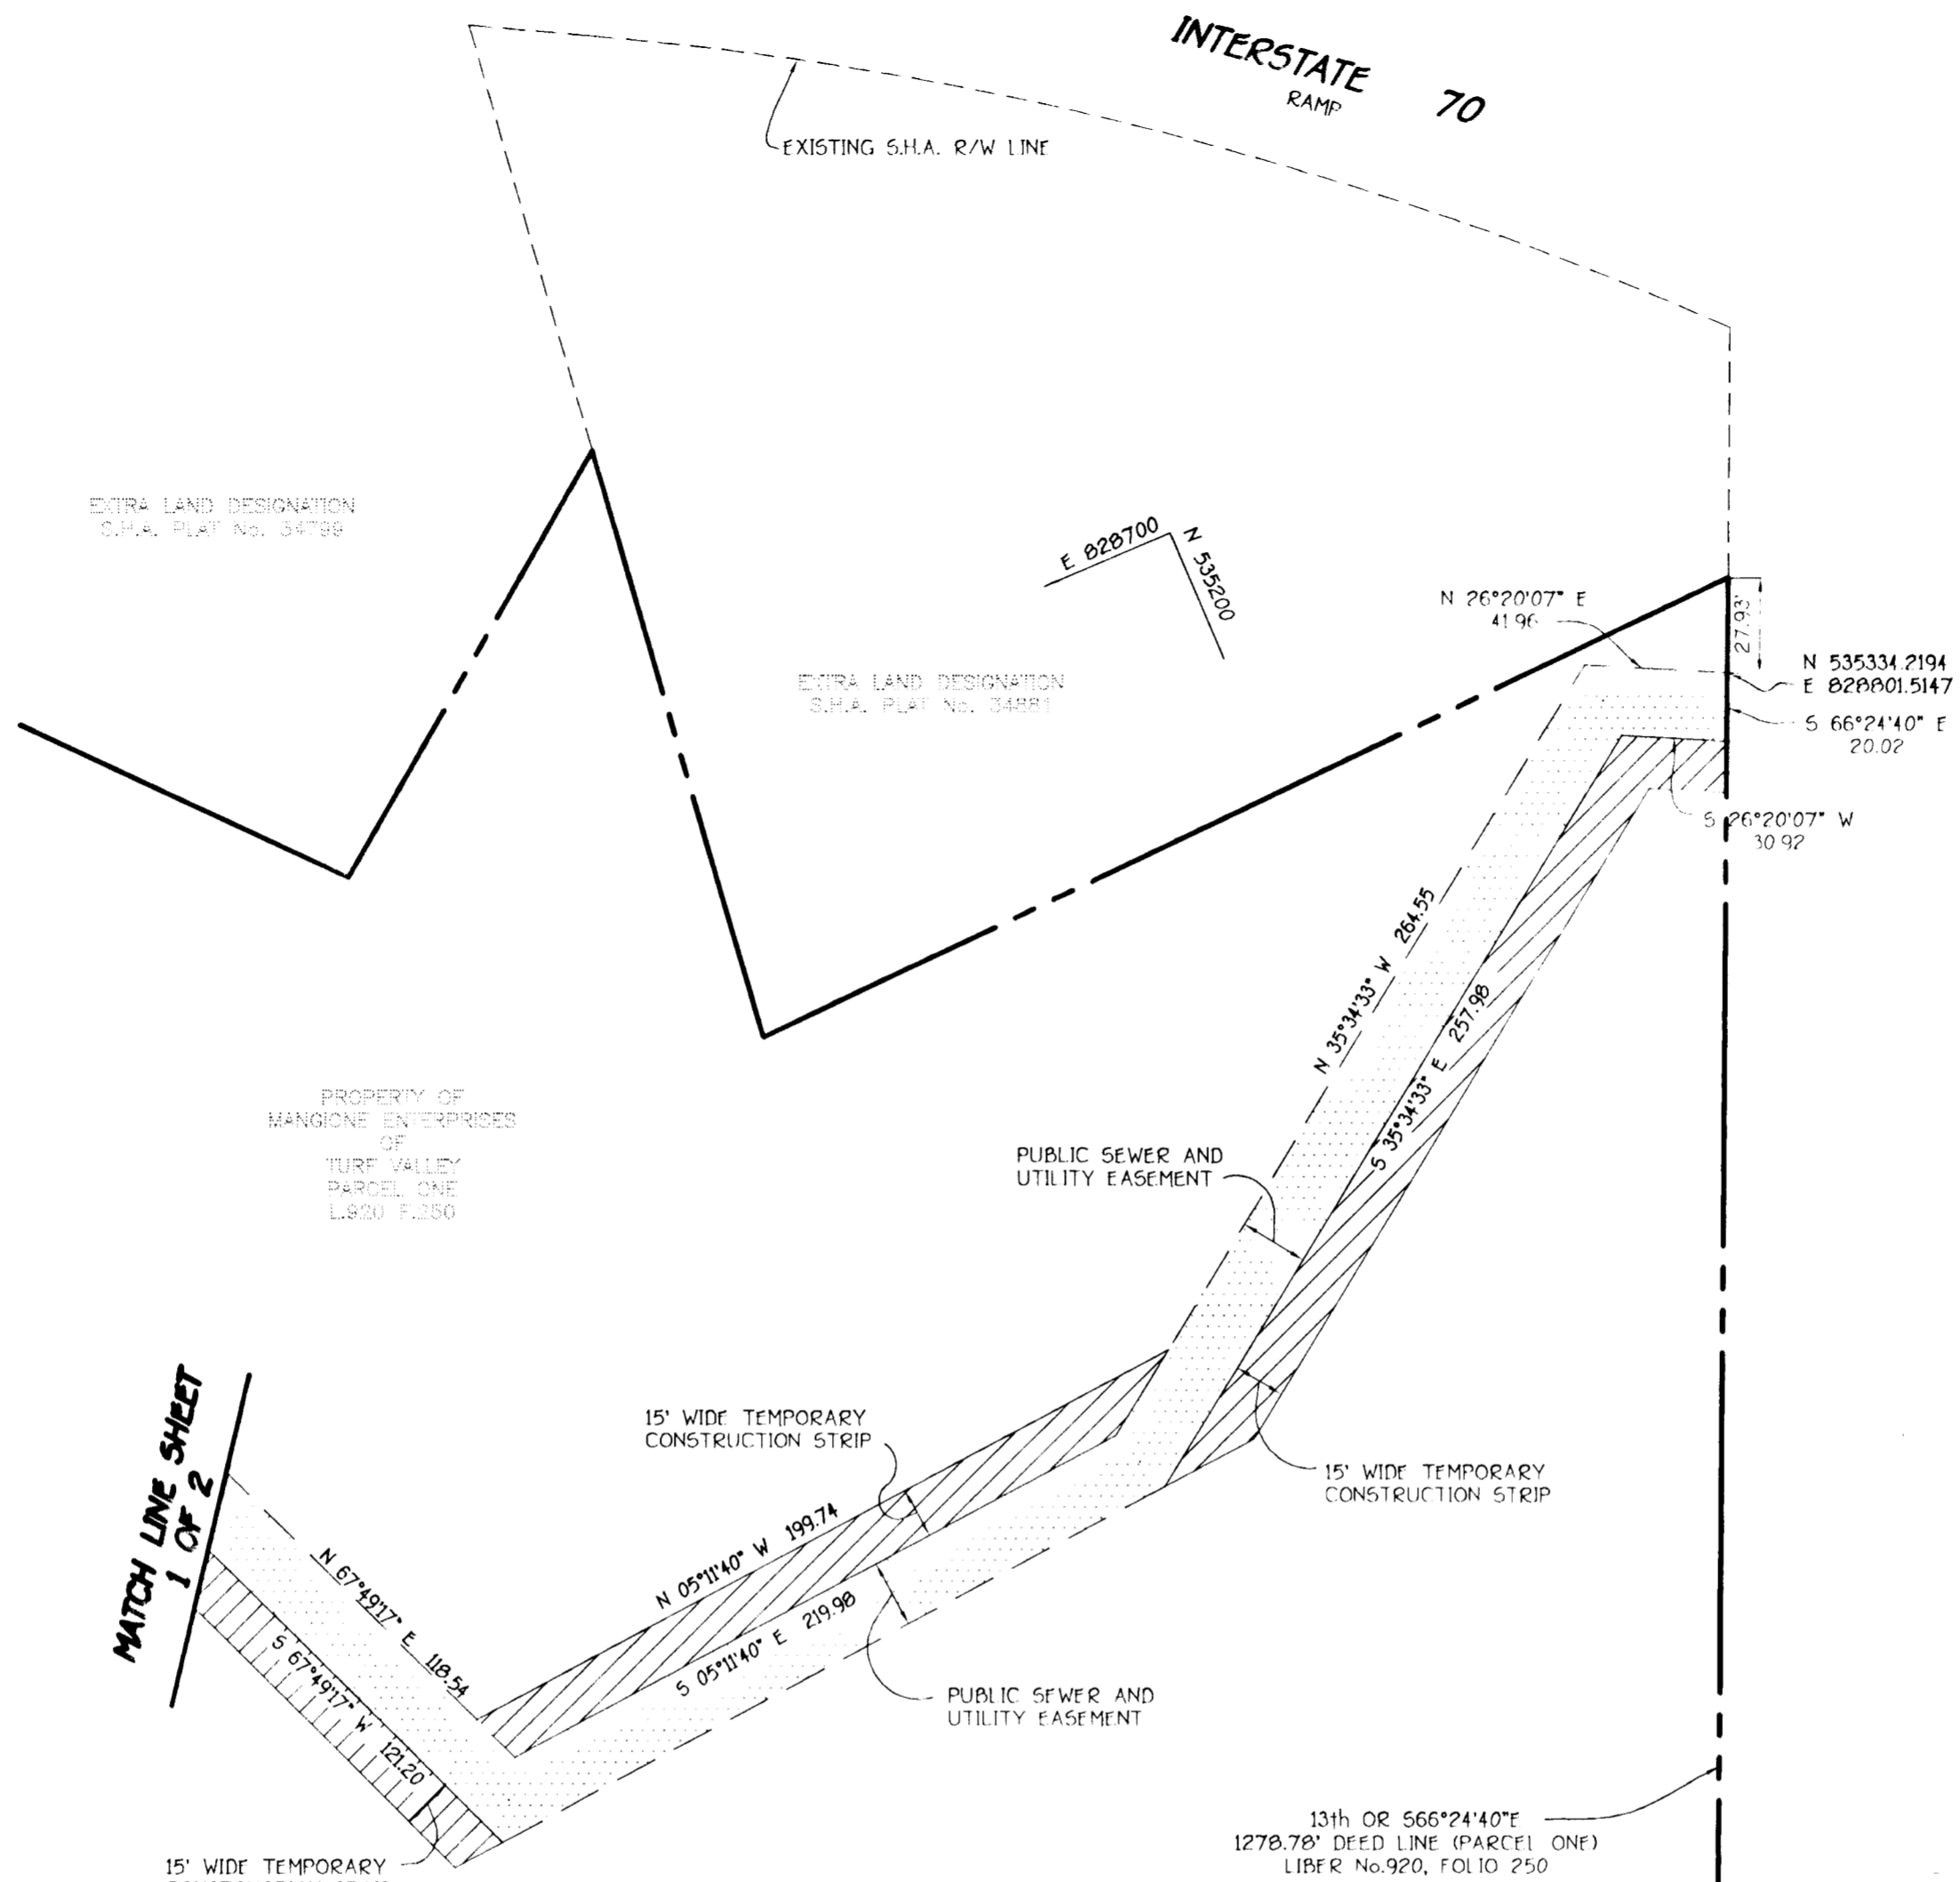 INTERSTATE 70
RAMP
EXISTING S.H.A. R/W LINE
EXTRA LAND DESIGNATION
S.H.A. PLAT No. 34799
E 828700
N 535200
N 26°20'07" E
41.96
27.93'
N 535334.2194
E 828801.5147
S 66°24'40" E
20.02
EXTRA LAND DESIGNATION
S.H.A. PLAT No. 34881
S 26°20'07" W
30.92
N 35°34'33" W 264.55
S 35°34'33" E 257.98
PROPERTY OF
MANGIONE ENTERPRISES
OF
TURF VALLEY
PARCEL ONE
L.920 F.250
PUBLIC SEWER AND
UTILITY EASEMENT
MATCH LINE SHEET
1 OF 2
15' WIDE TEMPORARY
CONSTRUCTION STRIP
15' WIDE TEMPORARY
CONSTRUCTION STRIP
N 05°11'40" W 199.74
S 05°11'40" E 219.98
N 67°49'17" E 118.54
S 67°49'17" W 121.20
PUBLIC SEWER AND
UTILITY EASEMENT
13th OR S66°24'40"E
1278.78' DEED LINE (PARCEL ONE)
LIBER No.920, FOLIO 250
15' WIDE TEMPORARY